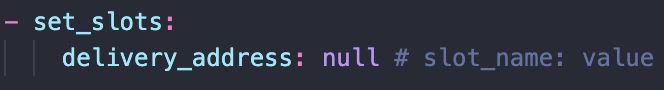 - set_slots:
delivery_address: null # slot_name: value